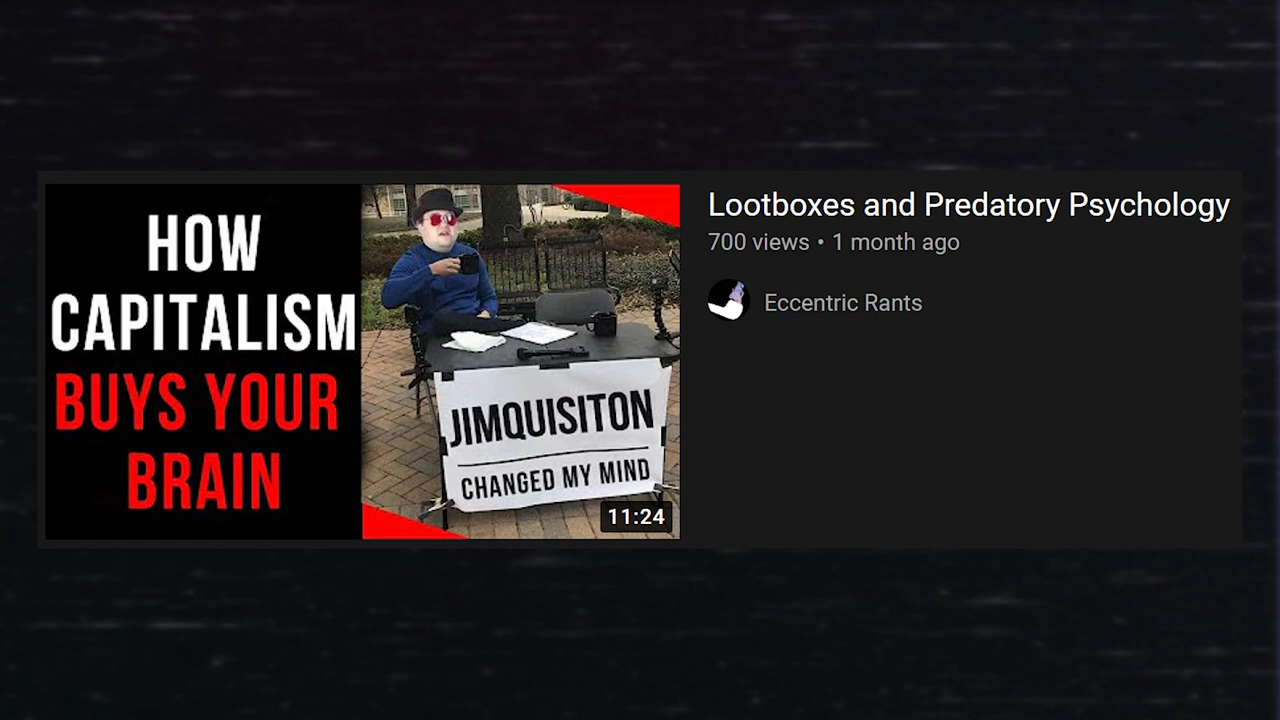 HOW
CAPITALISM
BUYS YOUR
BRAIN
JIMQUISITON
CHANGED MY MIND
11:24
Lootboxes and Predatory Psychology
700 views • 1 month ago
Eccentric Rants